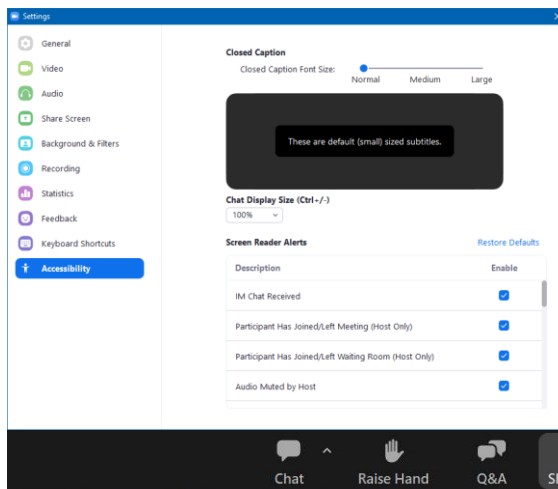 Settings
General
Video
Audio
Share Screen
Background & Filters
Recording
Statistics
Feedback
Keyboard Shortcuts
Accessibility
Closed Caption
Closed Caption Font Size:
Normal Medium Large
These are default (small) sized subtitles.
Chat Display Size (Ctrl+/-)
100%
Screen Reader Alerts Restore Defaults
Description Enable
IM Chat Received
Participant Has Joined/Left Meeting (Host Only)
Participant Has Joined/Left Waiting Room (Host Only)
Audio Muted by Host
Chat Raise Hand Q&A